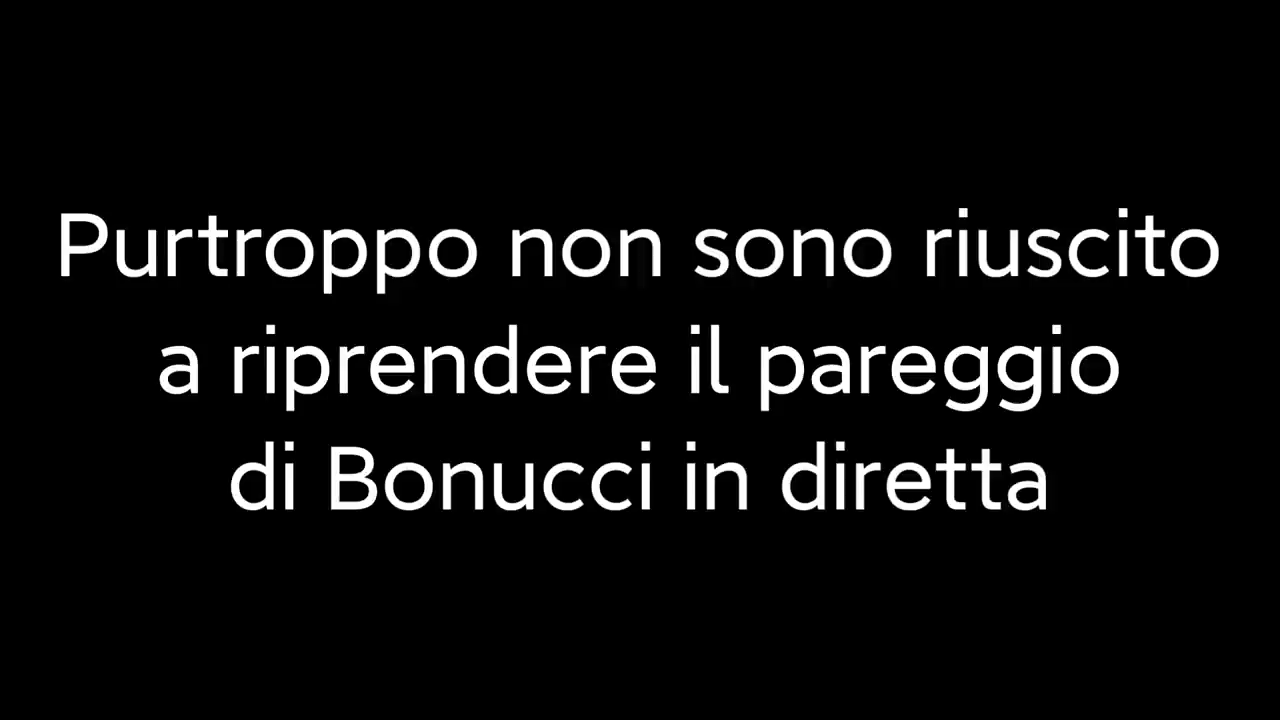 Purtroppo non sono riuscito
a riprendere il pareggio
di Bonucci in diretta